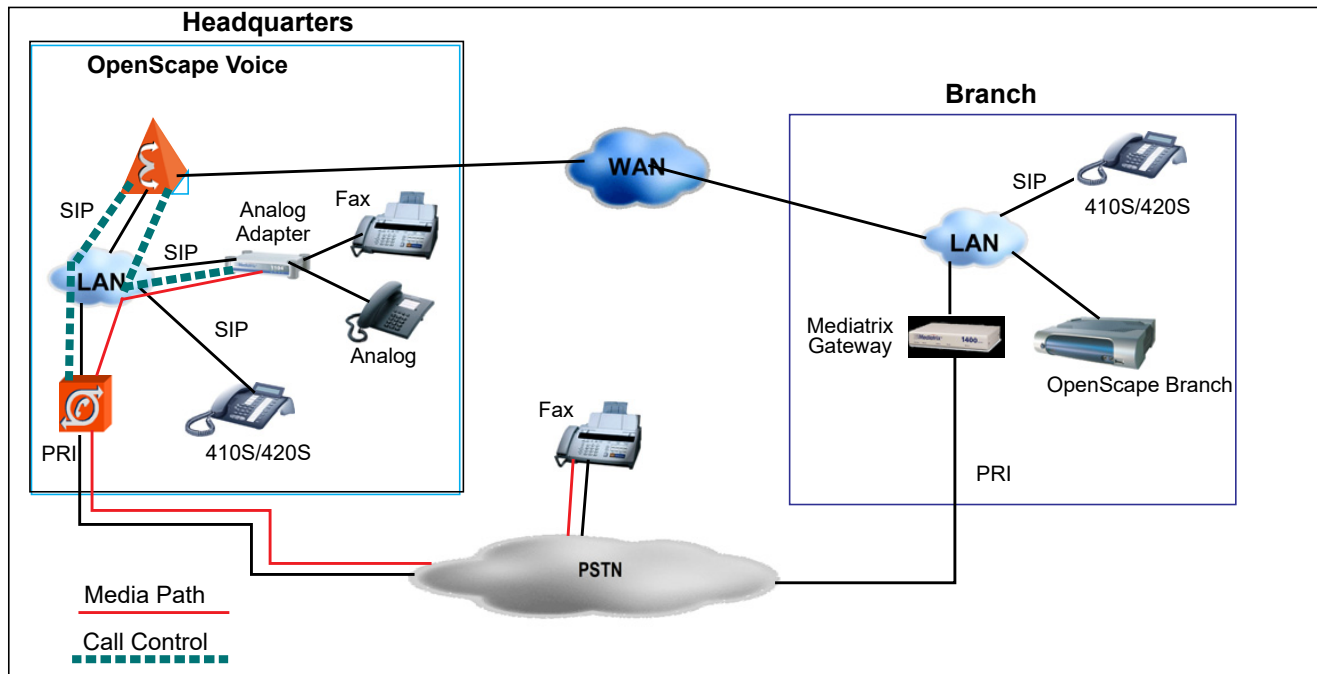 Headquarters
OpenScape Voice
Branch
WAN
SIP
410S/420S
Fax
Analog
Adapter
SIP
SIP
LAN
LAN
SIP
Analog
Mediatrix
Gateway
1400
OpenScape Branch
410S/420S
Fax
PRI
PRI
PSTN
Media Path
Call Control